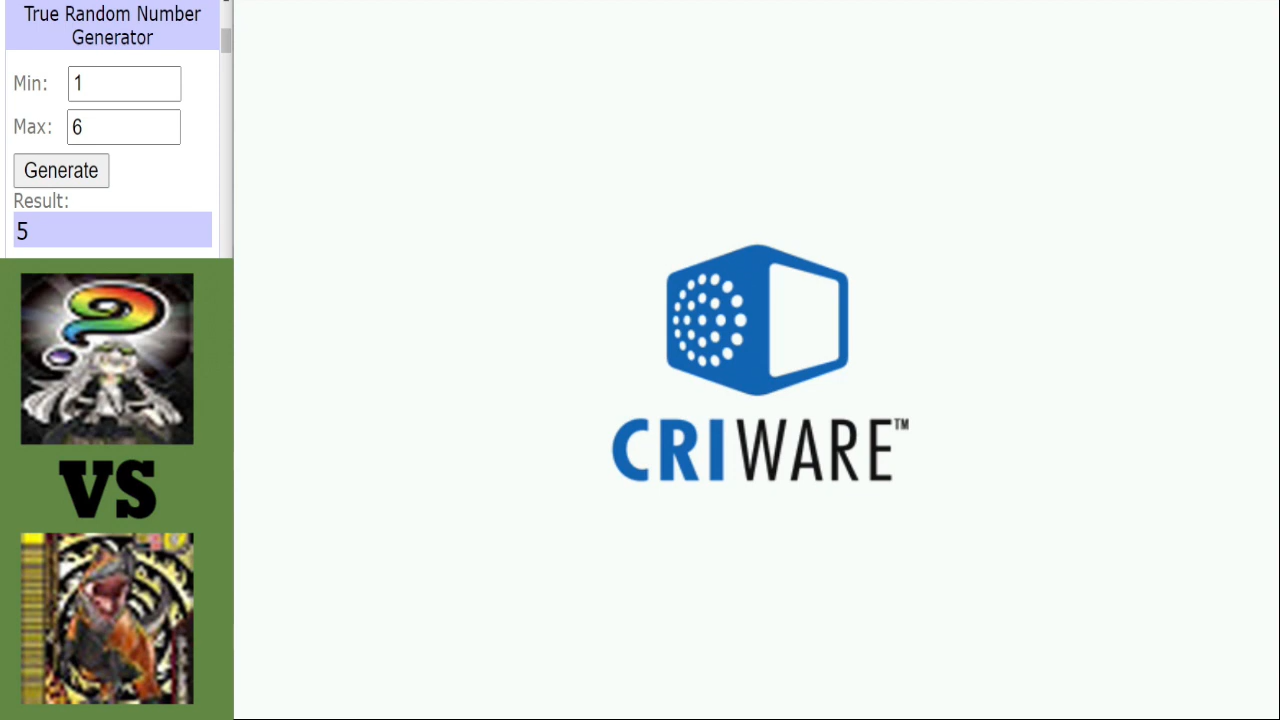 True Random Number
Generator
Min: 1
Max: 6
Generate
Result:
5
VS
CRIWARE™